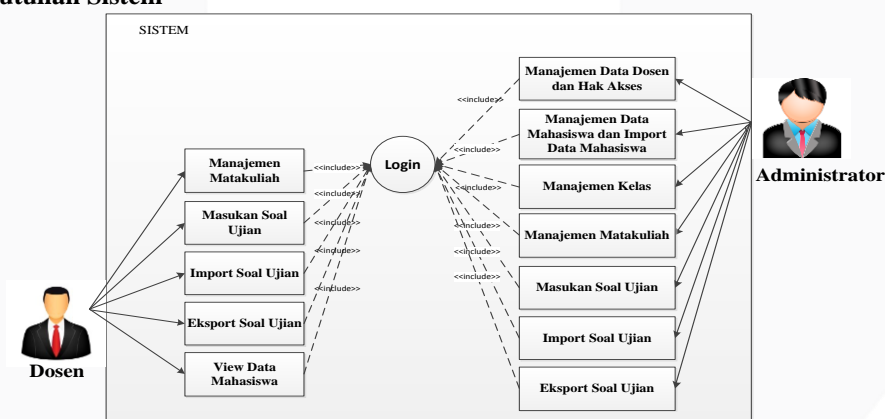 SISTEM
Manajemen
Matakuliah
Masukan Soal
Ujian
Import Soal Ujian
Eksport Soal Ujian
View Data
Mahasiswa
Dosen
<<include>>
<<include>>
<<include>>
<<include>>
Login
<<include>>
<<include>>
<<include>>
<<include>>
<<include>>
<<include>>
Manajemen Data Dosen
dan Hak Akses
Manajemen Data
Mahasiswa dan Import
Data Mahasiswa
Manajemen Kelas
Manajemen Matakuliah
Masukan Soal Ujian
Import Soal Ujian
Eksport Soal Ujian
Administrator